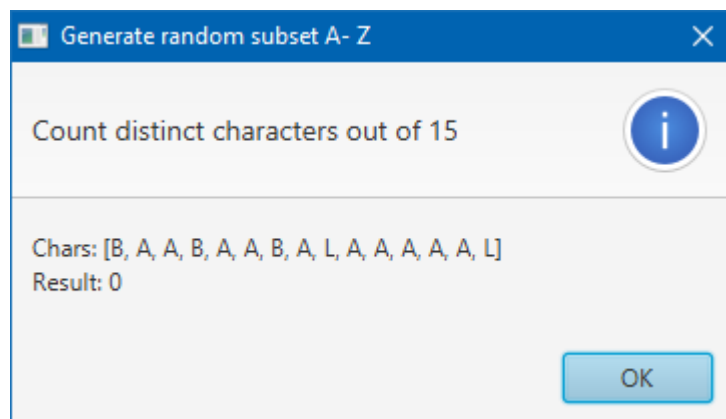 Generate random subset A- Z
Count distinct characters out of 15
Chars: [B, A, A, B, A, A, B, A, L, A, A, A, A, A, L]
Result: 0
OK